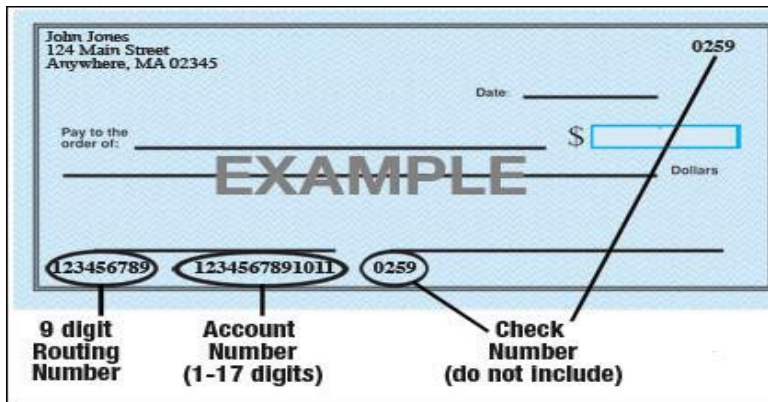 John Jones
124 Main Street
Anywhere, MA 02345
0259
Date:
Pay to the
order of:
$
EXAMPLE
Dollars
123456789
1234567891011
0259
9 digit
Routing
Number
Account
Number
(1-17 digits)
Check
Number
(do not include)